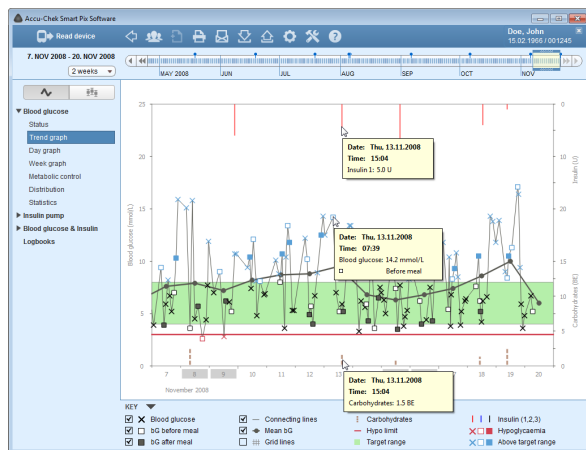 Accu-Chek Smart Pix Software
Read device
Doe, John
15.02.1966 / 001245
7. NOV 2008 - 20. NOV 2008
2 weeks
MAY 2008 JUN JUL AUG SEP OCT NOV
Blood glucose
Status
Trend graph
Day graph
Week graph
Metabolic control
Distribution
Statistics
Insulin pump
Blood glucose & Insulin
Logbooks
Blood glucose (mmol/L)
25
20
15
10
5
0
Insulin (U)
0
5
10
15
Carbohydrates (BE)
15
10
5
0
Date: Thu, 13.11.2008
Time: 15:04
Insulin 1: 5.0 U
Date: Thu, 13.11.2008
Time: 07:39
Blood glucose: 14.2 mmol/L
Before meal
Date: Thu, 13.11.2008
Time: 15:04
Carbohydrates: 1.5 BE
7 8 9 10 11 12 13 18 19 20
November 2008
KEY
Blood glucose Connecting lines Carbohydrates Insulin (1,2,3)
bG before meal Mean bG Hypo limit Hypoglycaemia
bG after meal Grid lines Target range Above target range